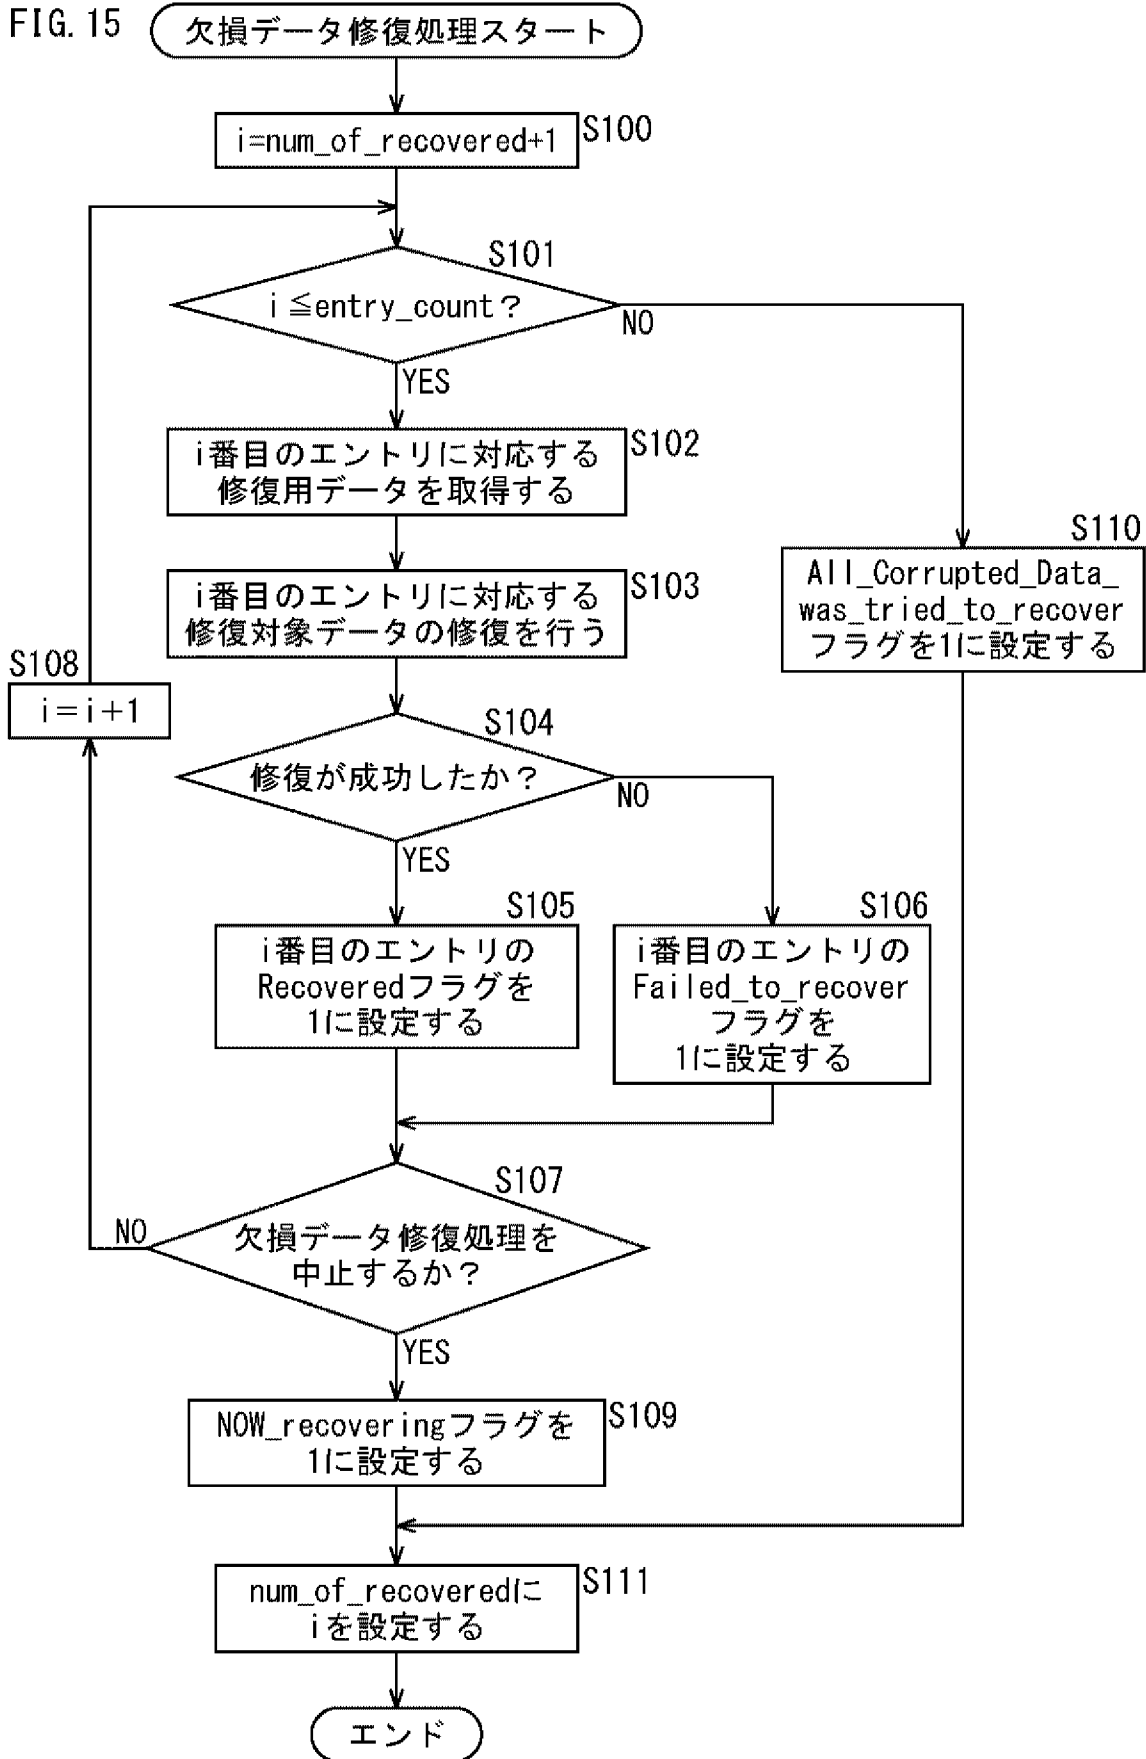 FIG. 15
欠損データ修復処理スタート
i=num_of_recovered+1
S100
S101
i≦entry_count?
NO
YES
i番目のエントリに対応する
修復用データを取得する
S102
i番目のエントリに対応する
修復対象データの修復を行う
S103
S110
All_Corrupted_Data_
was_tried_to_recover
フラグを1に設定する
S108
i=i+1
S104
修復が成功したか?
NO
YES
S105
i番目のエントリの
Recoveredフラグを
1に設定する
S106
i番目のエントリの
Failed_to_recover
フラグを
1に設定する
S107
欠損データ修復処理を
中止するか?
NO
YES
NOW_recoveringフラグを
1に設定する
S109
num_of_recoveredに
iを設定する
S111
エンド